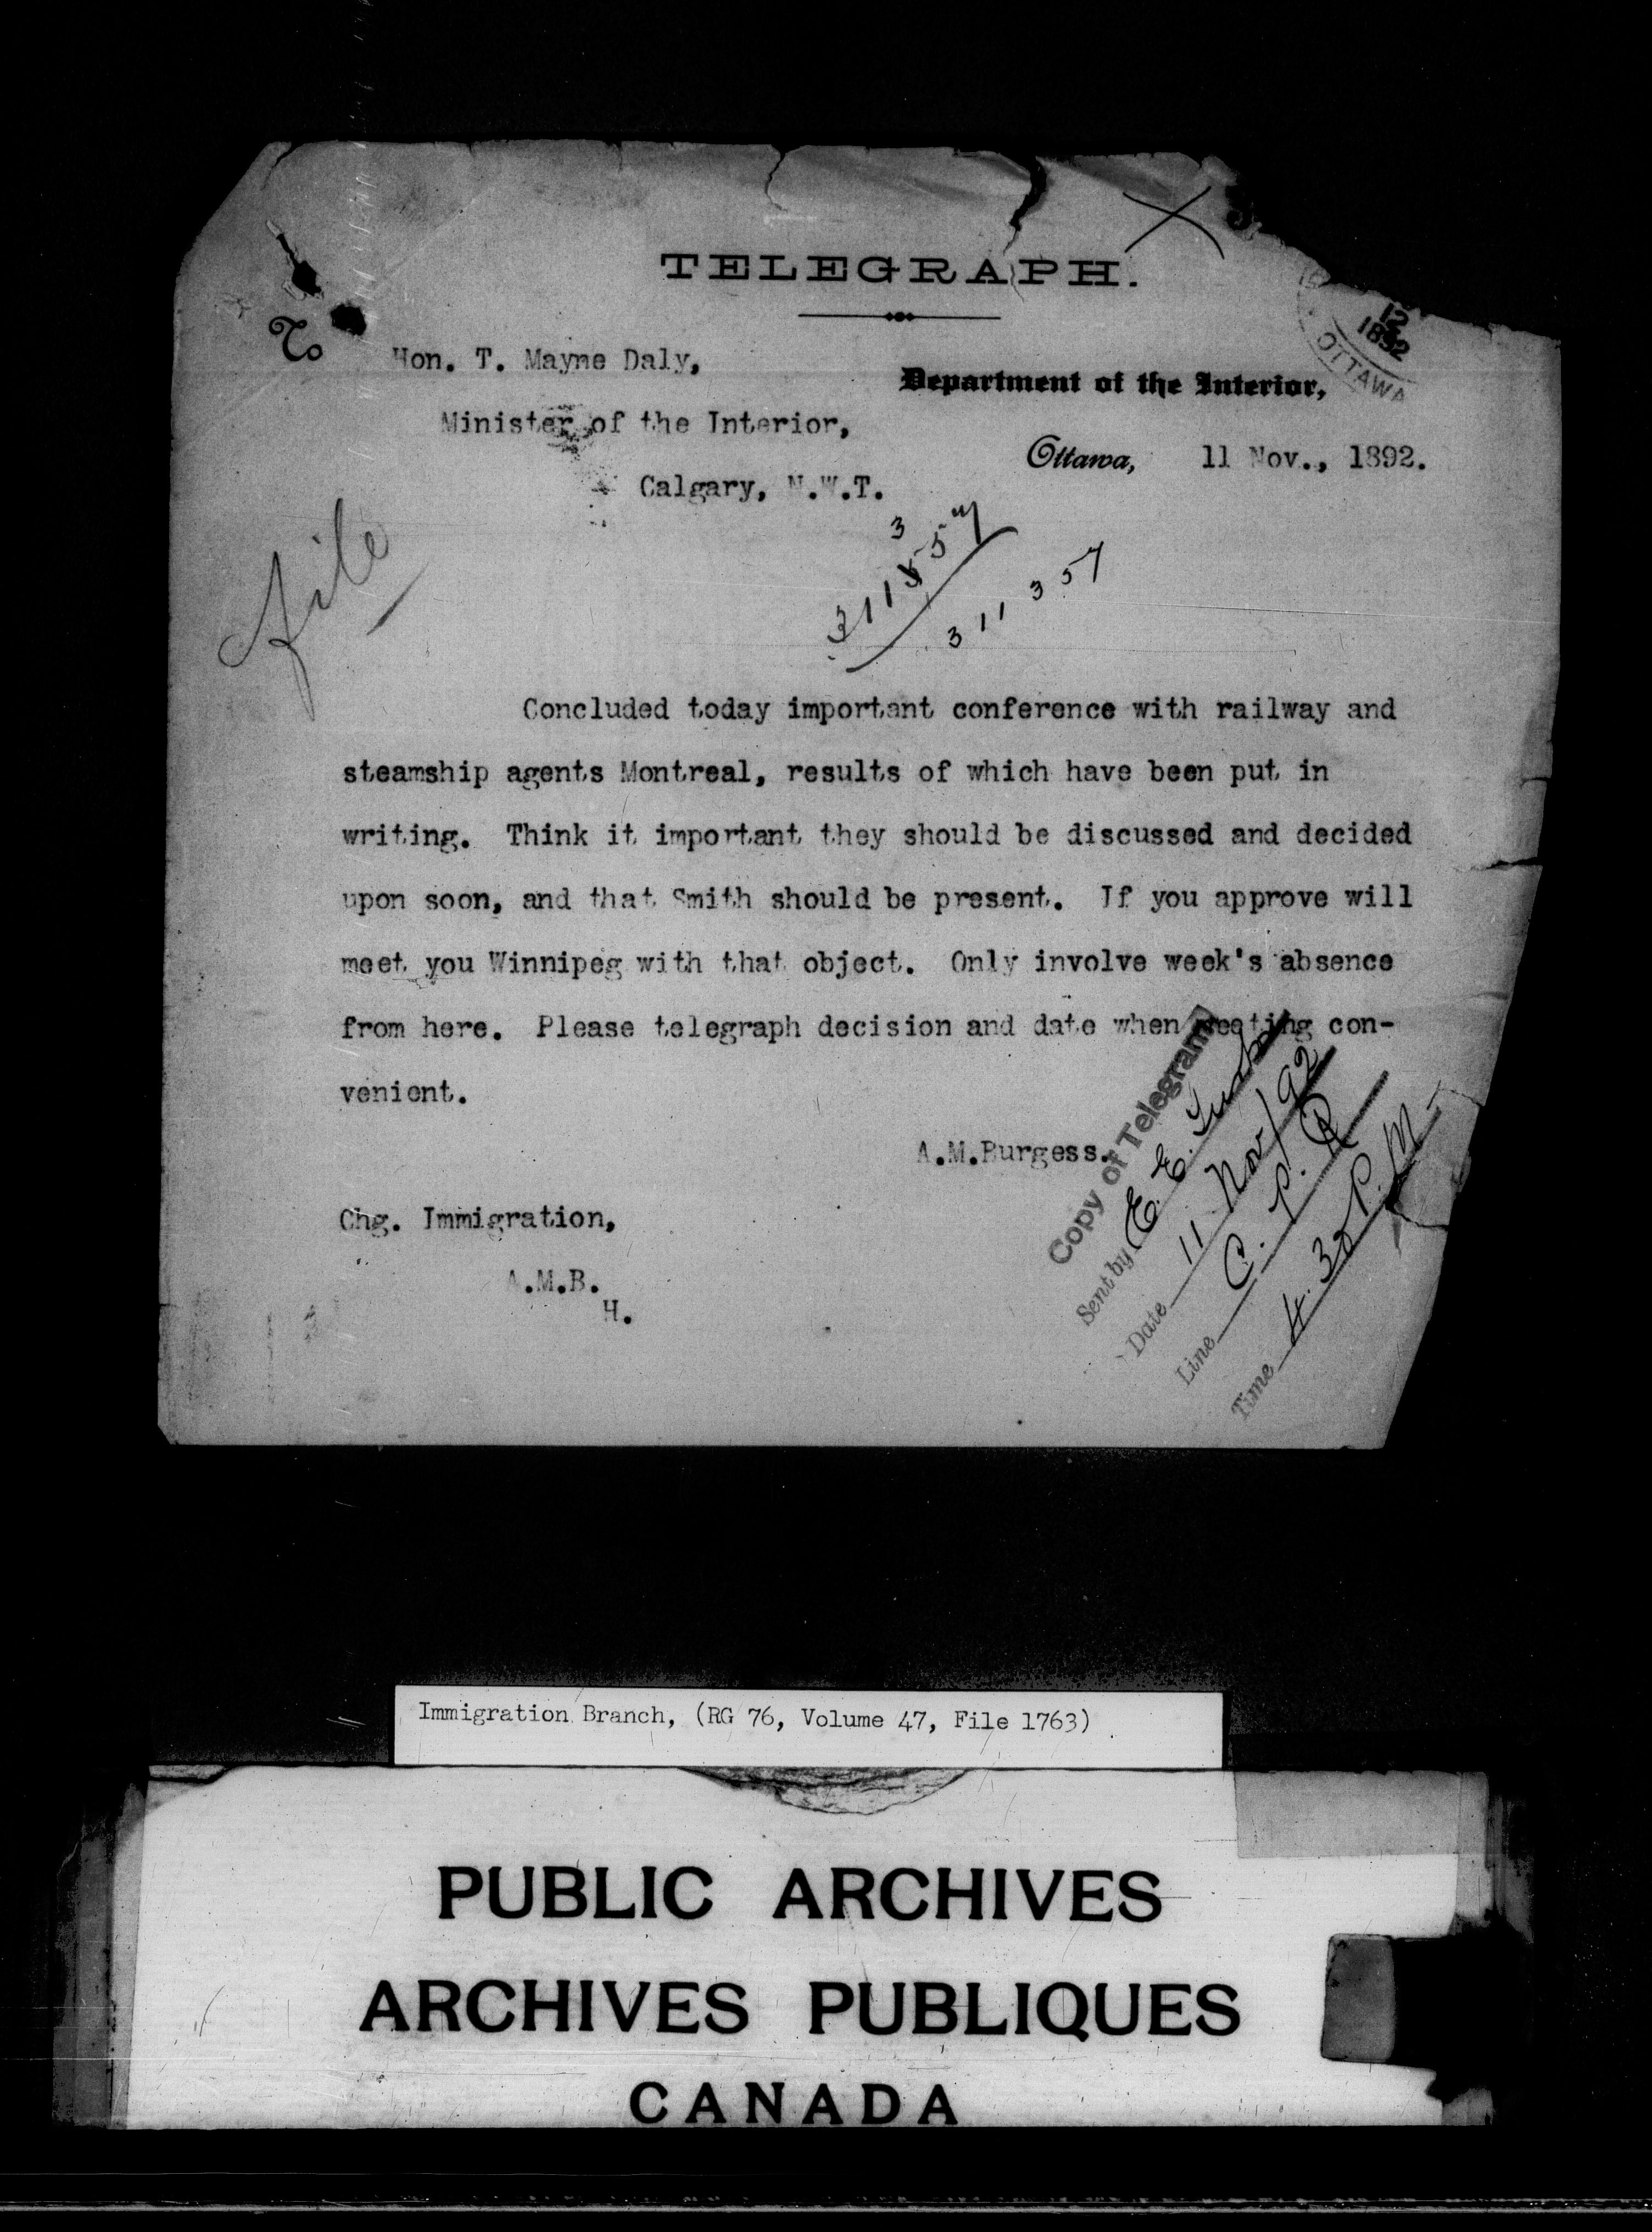 TELEGRAPH.
12
1892
OTTAWA
Hon. T. Mayne Daly,
Department of the Interior,
Minister of the Interior,
Ottawa, 11 Nov., 1892.
Calgary, N.W.T.
file
3
311557
311357
Concluded today important conference with railway and
steamship agents Montreal, results of which have been put in
writing. Think it important they should be discussed and decided
upon soon, and that Smith should be present. If you approve will
meet you Winnipeg with that object. Only involve week's absence
from here. Please telegraph decision and date when meeting con-
venient.
A.M.Burgess.
Chg. Immigration,
A.M.B.
H.
Copy of Telegram
Sent by E. E.
Date 11 Nov/92
Line C. P. R
Time 4.30 P.M.
Immigration Branch, (RG 76, Volume 47, File 1763)
PUBLIC ARCHIVES
ARCHIVES PUBLIQUES
CANADA